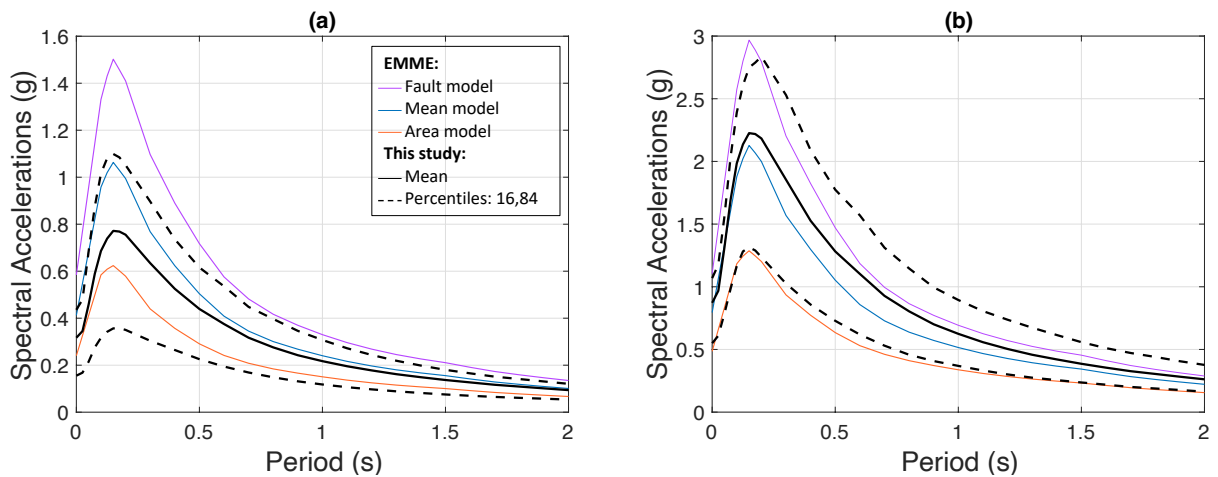 (a)
Spectral Accelerations (g)
1.6
1.4
1.2
1
0.8
0.6
0.4
0.2
0
EMME:
Fault model
Mean model
Area model
This study:
Mean
Percentiles: 16,84
0 0.5 1 1.5 2
Period (s)
(b)
Spectral Accelerations (g)
3
2.5
2
1.5
1
0.5
0
0 0.5 1 1.5 2
Period (s)